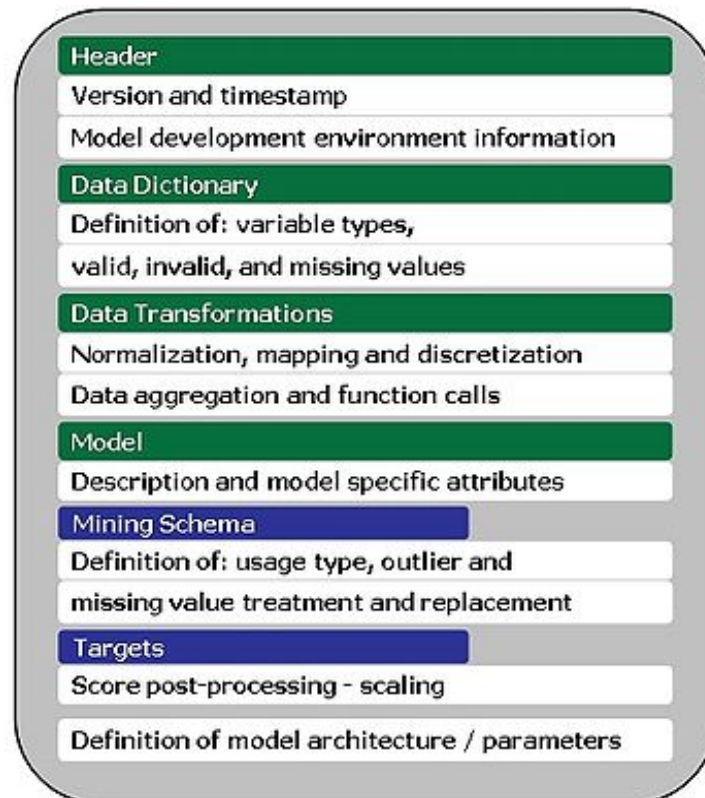 Header
Version and timestamp
Model development environment information
Data Dictionary
Definition of: variable types,
valid, invalid, and missing values
Data Transformations
Normalization, mapping and discretization
Data aggregation and function calls
Model
Description and model specific attributes
Mining Schema
Definition of: usage type, outlier and
missing value treatment and replacement
Targets
Score post-processing - scaling
Definition of model architecture / parameters